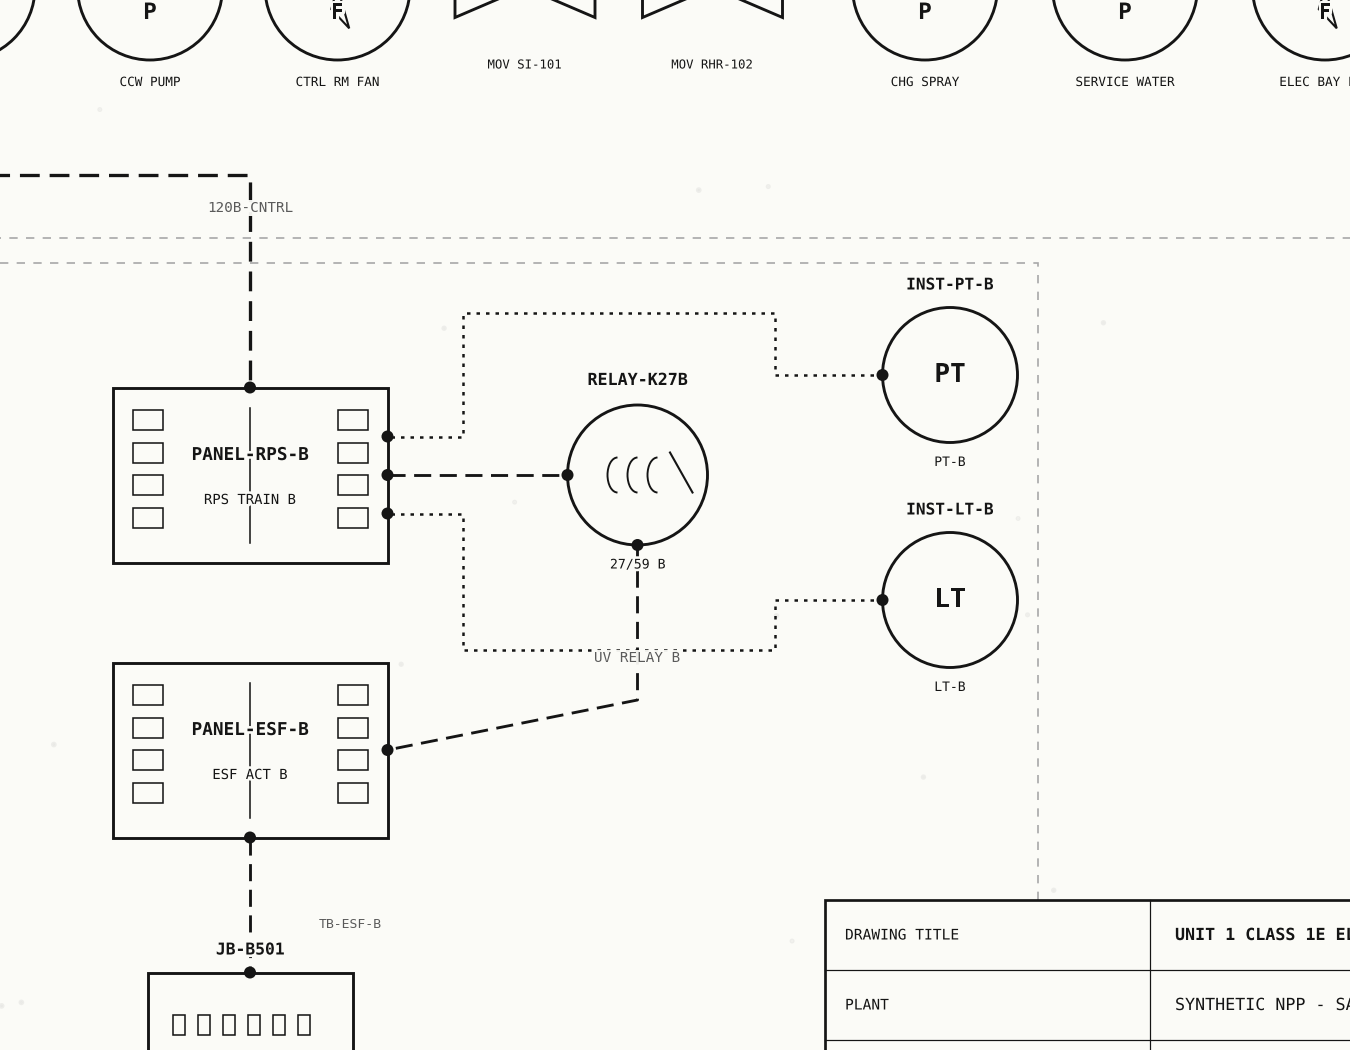 P
F
P
P
F
MOV SI-101
MOV RHR-102
CCW PUMP
CTRL RM FAN
CHG SPRAY
SERVICE WATER
ELEC BAY
120B-CNTRL
INST-PT-B
PT
PT-B
RELAY-K27B
27/59 B
PANEL-RPS-B
RPS TRAIN B
INST-LT-B
LT
LT-B
UV RELAY B
PANEL-ESF-B
ESF ACT B
TB-ESF-B
JB-B501
DRAWING TITLE
UNIT 1 CLASS 1E
PLANT
SYNTHETIC NPP -